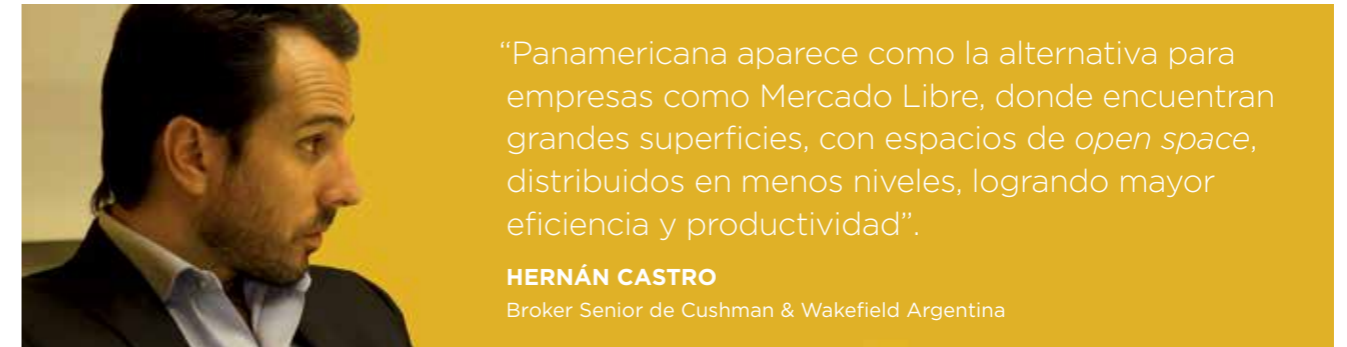 “Panamericana aparece como la alternativa para
empresas como Mercado Libre, donde encuentran
grandes superficies, con espacios de open space,
distribuidos en menos niveles, logrando mayor
eficiencia y productividad”.
HERNÁN CASTRO
Broker Senior de Cushman & Wakefield Argentina